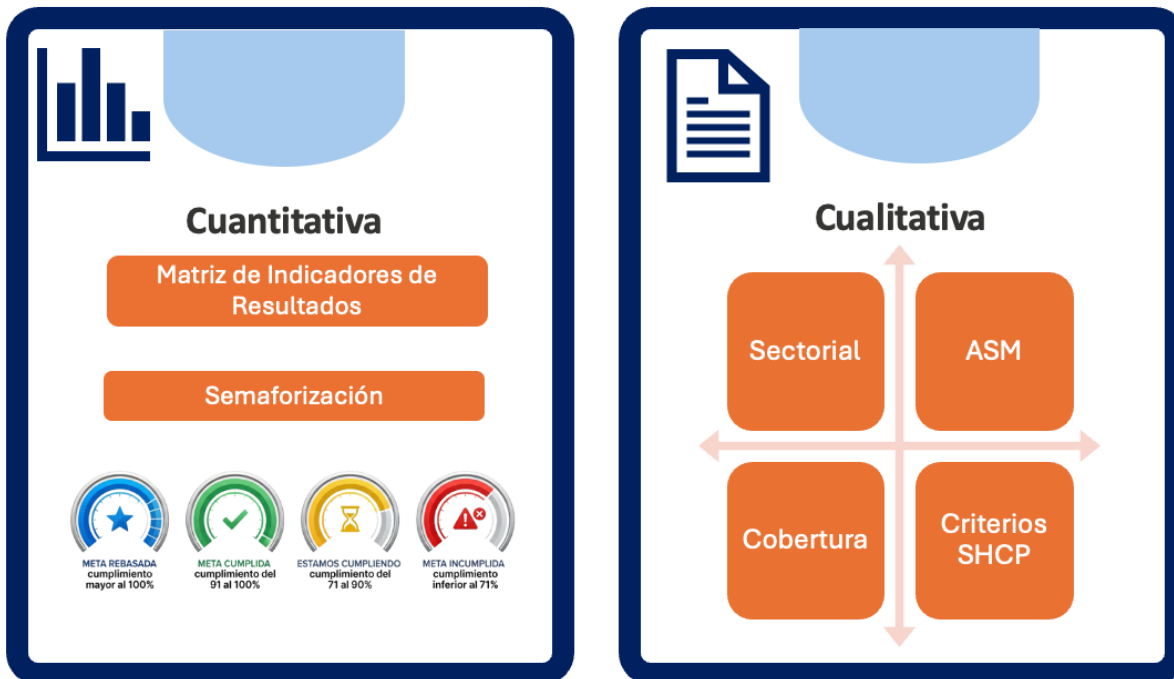 Cuantitativa
Matriz de Indicadores de
Resultados
Semaforización
META REBASADA
cumplimiento
mayor al 100%
META CUMPLIDA
cumplimiento del
91 al 100%
ESTAMOS CUMPLIENDO
cumplimiento del
71 al 90%
META INCUMPLIDA
cumplimiento
inferior al 71%
Cualitativa
Sectorial
ASM
Cobertura
Criterios
SHCP